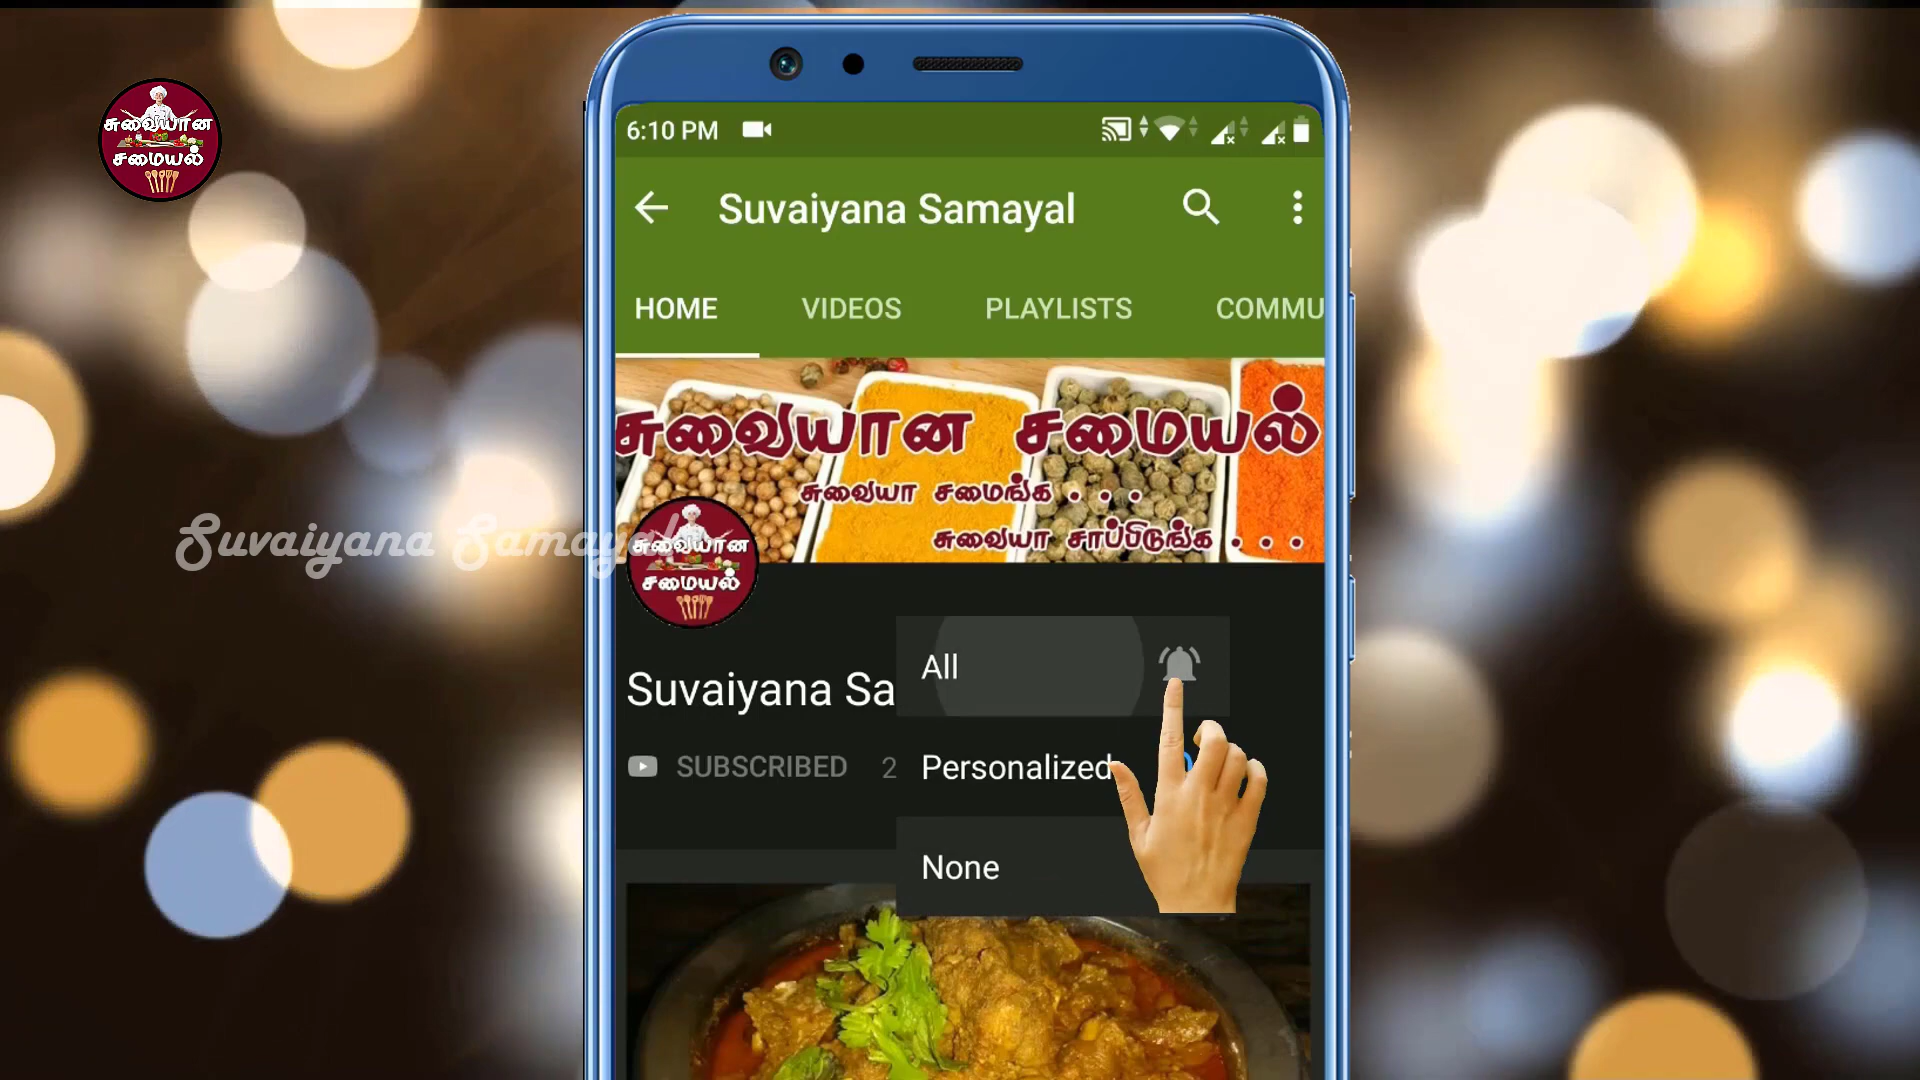 சுவையான
சமையல்
6:10 PM
Suvaiyana Samayal
HOME VIDEOS PLAYLISTS COMMU
சுவையான சமையல்
சுவையா சமைங்க . . .
சுவையா சாப்பிடுங்க . . .
Suvaiyana Samayal
சுவையான
சமையல்
All
Suvaiyana Sa
SUBSCRIBED 2
Personalized
None